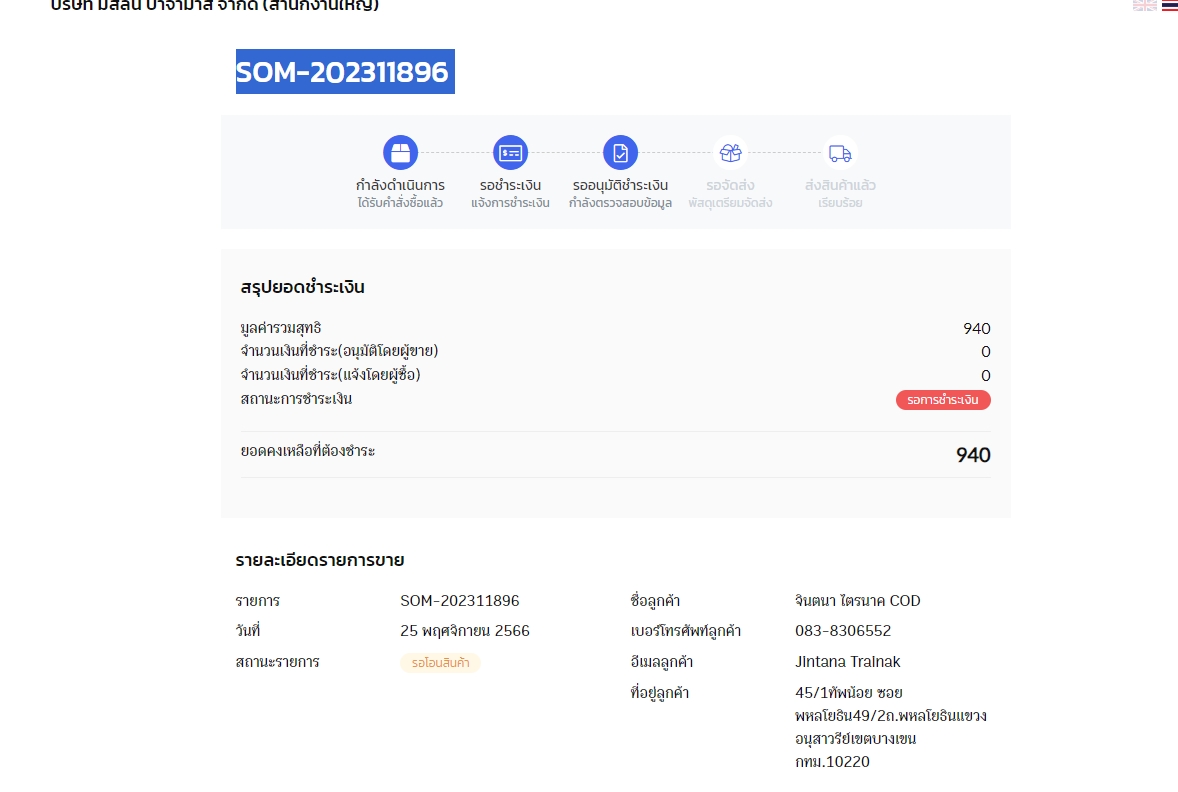 บริษัท มัสลิน ปาจามาส จำกัด (สำนักงานใหญ่)
SOM-202311896
กำลังดำเนินการ
ได้รับคำสั่งซื้อแล้ว
รอชำระเงิน
แจ้งการชำระเงิน
รออนุมัติชำระเงิน
กำลังตรวจสอบข้อมูล
รอจัดส่ง
พัสดุเตรียมจัดส่ง
ส่งสินค้าแล้ว
เรียบร้อย
สรุปยอดชำระเงิน
มูลค่ารวมสุทธิ 940
จำนวนเงินที่ชำระ(อนุมัติโดยผู้ขาย) 0
จำนวนเงินที่ชำระ(แจ้งโดยผู้ซื้อ) 0
สถานะการชำระเงิน รอการชำระเงิน
ยอดคงเหลือที่ต้องชำระ 940
รายละเอียดรายการขาย
รายการ SOM-202311896
วันที่ 25 พฤศจิกายน 2566
สถานะรายการ รอโอนสินค้า
ชื่อลูกค้า จินตนา ไตรนาค COD
เบอร์โทรศัพท์ลูกค้า 083-8306552
อีเมลลูกค้า Jintana Trainak
ที่อยู่ลูกค้า 45/1ทัพน้อย ซอย
พหลโยธิน49/2ถ.พหลโยธินแขวง
อนุสาวรีย์เขตบางเขน
กทม.10220